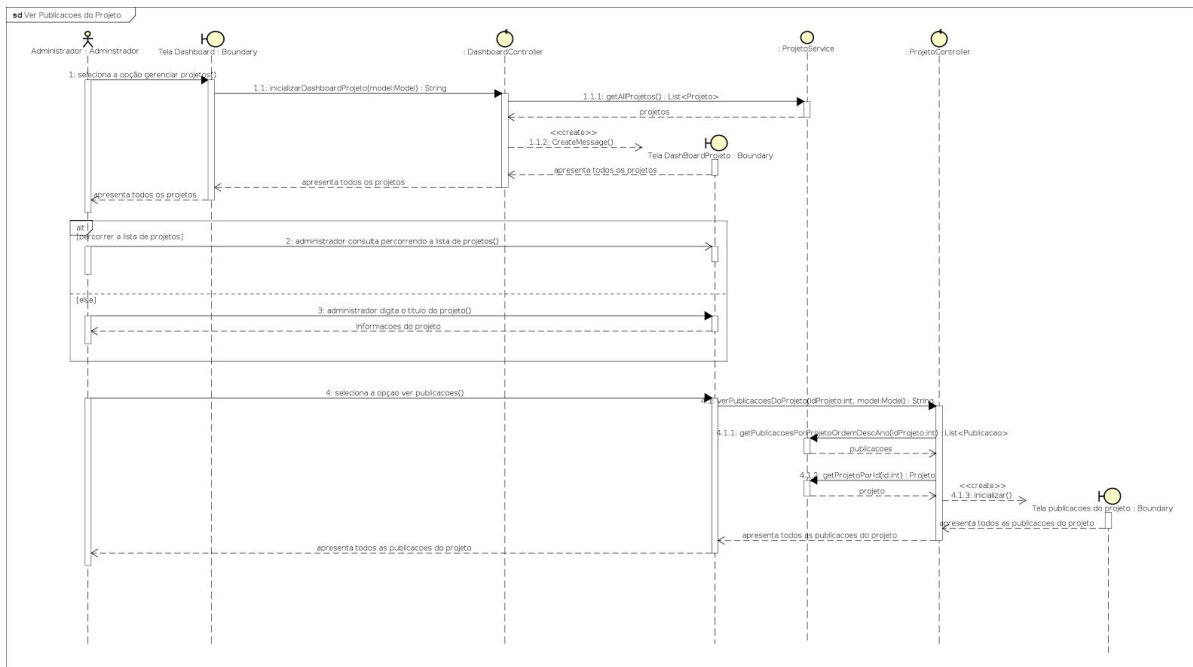 sd Ver Publicacoes do Projeto
Administrador : Adminstrador
Tela Dashboard : Boundary
: DashboardController
: ProjetoService
: ProjetoController
1: seleciona a opção gerenciar projetos()
1.1: inicializarDashboardProjeto(model:Model) : String
1.1.1: getAllProjetos() : List<Projeto>
projetos
<<create>>
1.1.2: CreateMessage()
Tela DashBoardProjeto : Boundary
apresenta todos os projetos
apresenta todos os projetos
apresenta todos os projetos
alt
[percorrer a lista de projetos]
2: administrador consulta percorrendo a lista de projetos()
[else]
3: administrador digita o titulo do projeto()
informacoes do projeto
4: seleciona a opçao ver publicacoes()
4.1: verPublicacoesDoProjeto(idProjeto:int, model:Model) : String
4.1.1: getPublicacoesPorProjetoOrdemDescAno(idProjeto:int) : List<Publicacao>
publicacoes
4.1.2: getProjetoPorId(id:int) : Projeto
projeto
<<create>>
4.1.3: inicializar()
Tela publicacoes do projeto : Boundary
apresenta todos as publicacoes do projeto
apresenta todos as publicacoes do projeto
apresenta todos as publicacoes do projeto